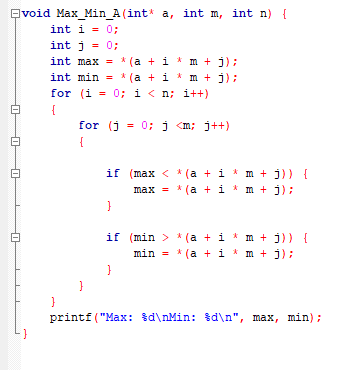 void Max_Min_A(int* a, int m, int n) {
    int i = 0;
    int j = 0;
    int max = *(a + i * m + j);
    int min = *(a + i * m + j);
    for (i = 0; i < n; i++)
    {
        for (j = 0; j <m; j++)
        {
            if (max < *(a + i * m + j)) {
                max = *(a + i * m + j);
            }
            if (min > *(a + i * m + j)) {
                min = *(a + i * m + j);
            }
        }
    }
    printf("Max: %d\nMin: %d\n", max, min);
}